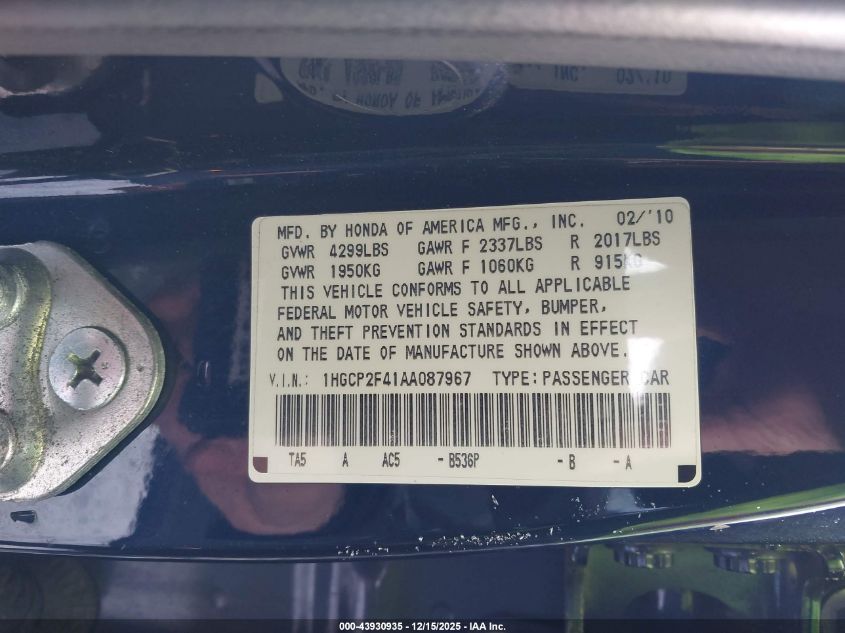 MFD. BY HONDA OF AMERICA MFG., INC. 02/'10
GVWR 4299LBS GAWR F 2337LBS R 2017LBS
GVWR 1950KG GAWR F 1060KG R 915KG
THIS VEHICLE CONFORMS TO ALL APPLICABLE
FEDERAL MOTOR VEHICLE SAFETY, BUMPER,
AND THEFT PREVENTION STANDARDS IN EFFECT
ON THE DATE OF MANUFACTURE SHOWN ABOVE.
V.I.N.: 1HGCP2F41AA087967 TYPE:PASSENGER CAR
TA5 A AC5 -B536P -B -A
000-43930935 - 12/15/2025 - IAA Inc.